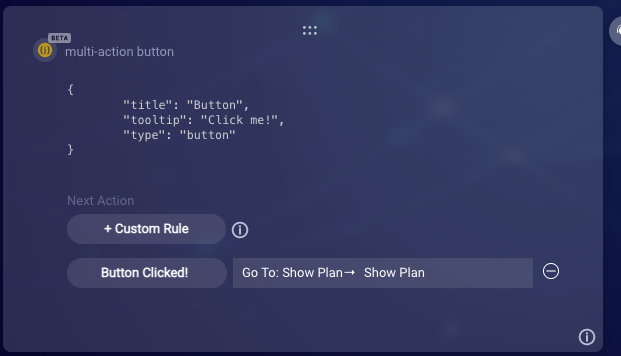 BETA
multi-action button
{
"title": "Button",
"tooltip": "Click me!",
"type": "button"
}
Next Action
+ Custom Rule
Button Clicked!
Go To: Show Plan→ Show Plan